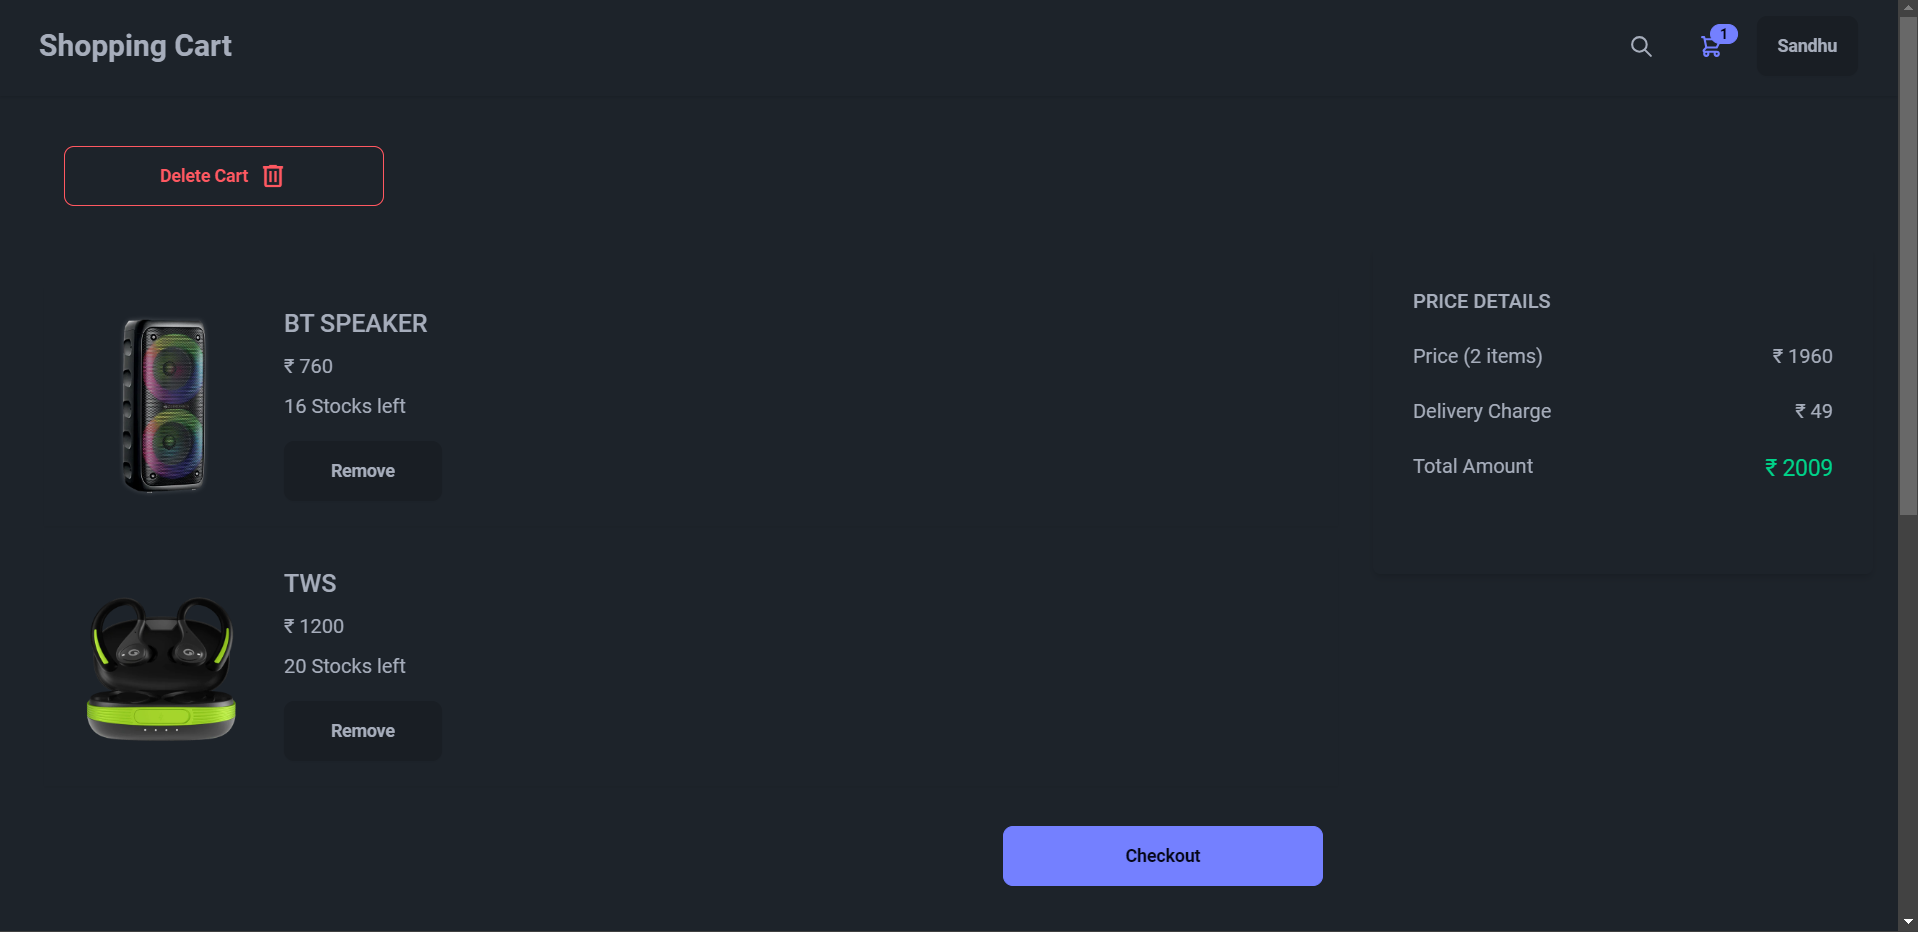 Shopping Cart
1
Sandhu
Delete Cart
BT SPEAKER
₹ 760
16 Stocks left
Remove
TWS
₹ 1200
20 Stocks left
Remove
PRICE DETAILS
Price (2 items) ₹ 1960
Delivery Charge ₹ 49
Total Amount ₹ 2009
Checkout